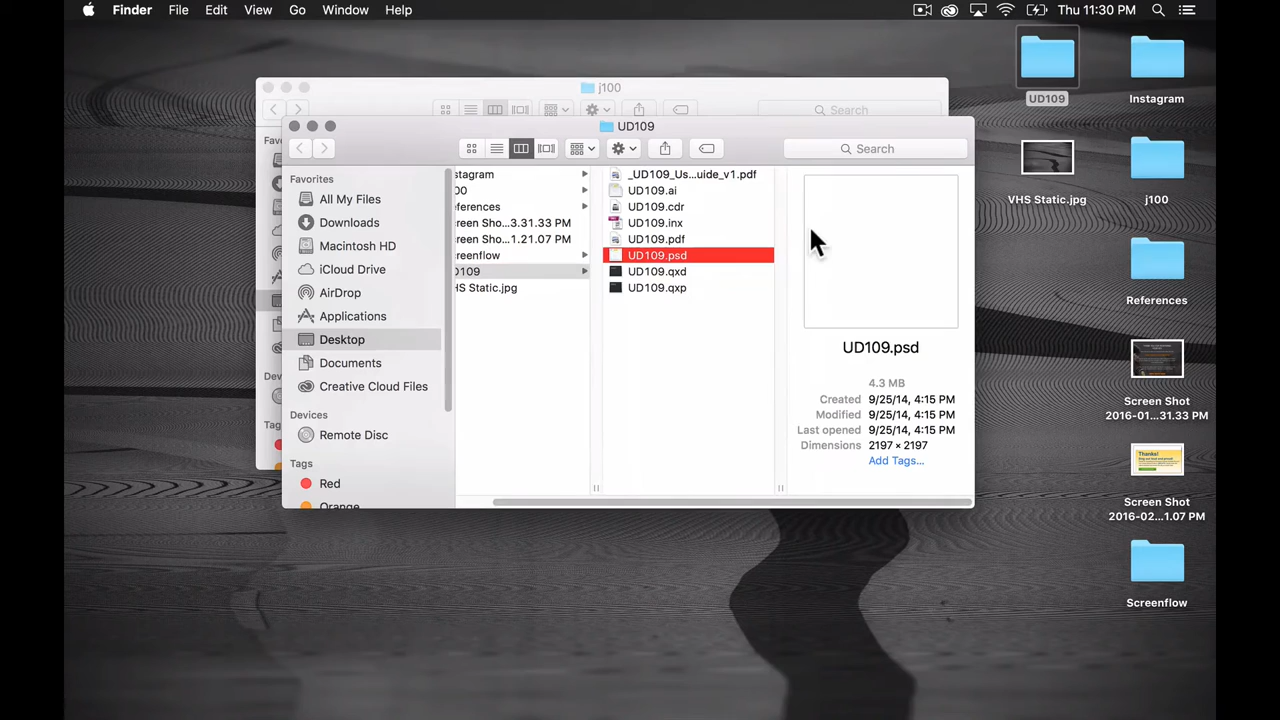 Finder File Edit View Go Window Help Thu 11:30 PM
j100
Search
UD109
Search
Favorites
All My Files
Downloads
Macintosh HD
iCloud Drive
AirDrop
Applications
Desktop
Documents
Creative Cloud Files
Devices
Remote Disc
Tags
Red
Orange
Fav
Dev
Tag
stagram
00
ferences
reen Sho...3.31.33 PM
reen Sho...1.21.07 PM
reenflow
D109
HS Static.jpg
_UD109_Us...uide_v1.pdf
UD109.ai
UD109.cdr
UD109.inx
UD109.pdf
UD109.psd
UD109.qxd
UD109.qxp
UD109.psd
4.3 MB
Created 9/25/14, 4:15 PM
Modified 9/25/14, 4:15 PM
Last opened 9/25/14, 4:15 PM
Dimensions 2197 × 2197
Add Tags...
UD109
Instagram
VHS Static.jpg
j100
References
Screen Shot
2016-01...31.33 PM
Thanks!
Screen Shot
2016-02...1.07 PM
Screenflow